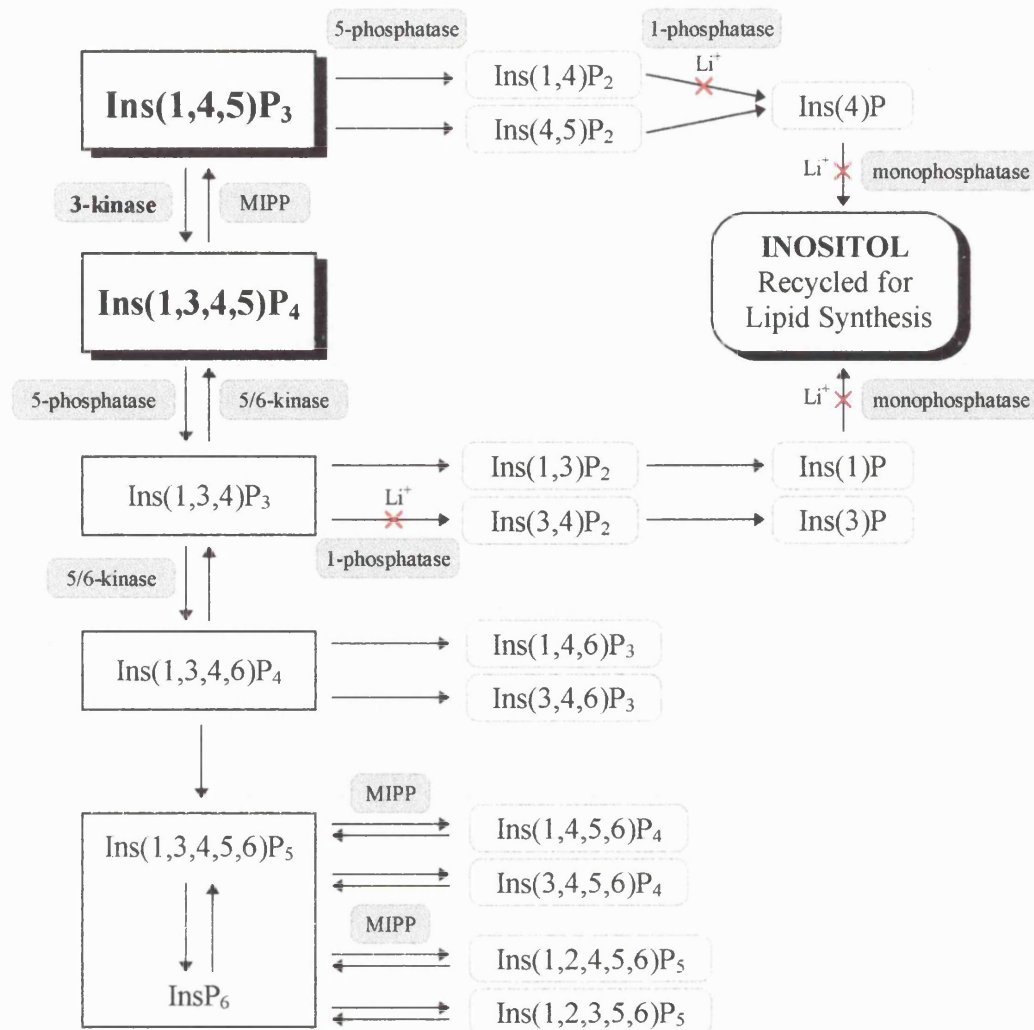 5-phosphatase
1-phosphatase
Ins(1,4,5)P₃
Ins(1,4)P₂
Li⁺
Ins(4,5)P₂
Ins(4)P
3-kinase
MIPP
Li⁺
monophosphatase
Ins(1,3,4,5)P₄
INOSITOL
Recycled for
Lipid Synthesis
5-phosphatase
5/6-kinase
Li⁺
monophosphatase
Ins(1,3,4)P₃
Ins(1,3)P₂
Ins(1)P
Li⁺
Ins(3,4)P₂
Ins(3)P
1-phosphatase
5/6-kinase
Ins(1,3,4,6)P₄
Ins(1,4,6)P₃
Ins(3,4,6)P₃
MIPP
Ins(1,3,4,5,6)P₅
Ins(1,4,5,6)P₄
Ins(3,4,5,6)P₄
MIPP
Ins(1,2,4,5,6)P₅
InsP₆
Ins(1,2,3,5,6)P₅